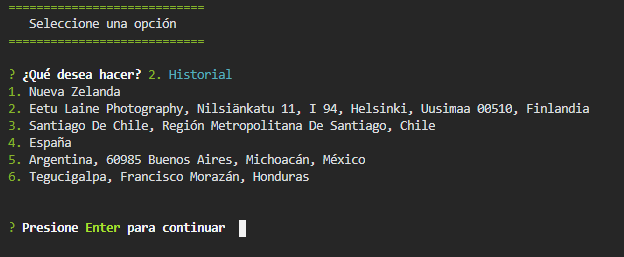 ============================
Seleccione una opción
============================
? ¿Qué desea hacer? 2. Historial
1. Nueva Zelanda
2. Eetu Laine Photography, Nilsiänkatu 11, I 94, Helsinki, Uusimaa 00510, Finlandia
3. Santiago De Chile, Región Metropolitana De Santiago, Chile
4. España
5. Argentina, 60985 Buenos Aires, Michoacán, México
6. Tegucigalpa, Francisco Morazán, Honduras
? Presione Enter para continuar